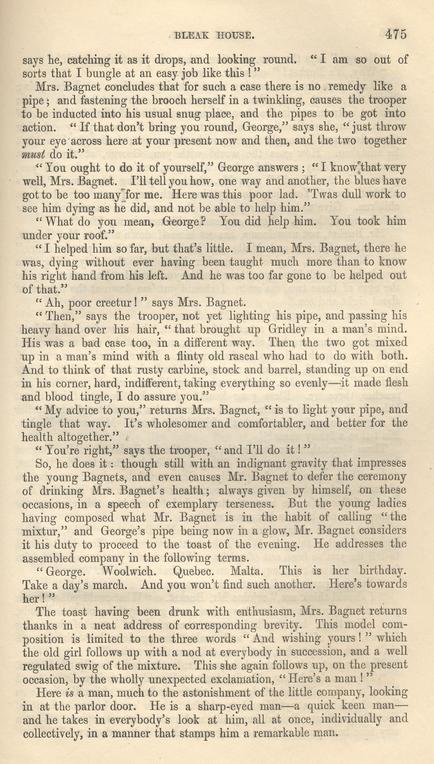 BLEAK HOUSE. 475
says he, catching it as it drops, and looking round. “I am so out of
sorts that I bungle at an easy job like this!”
Mrs. Bagnet concludes that for such a case there is no remedy like a
pipe; and fastening the brooch herself in a twinkling, causes the trooper
to be inducted into his usual snug place, and the pipes to be got into
action. “If that don't bring you round, George,” says she, “just throw
your eye across here at your present now and then, and the two together
must do it.”
“You ought to do it of yourself,” George answers; “I know that very
well, Mrs. Bagnet. I'll tell you how, one way and another, the blues have
got to be too many for me. Here was this poor lad. 'Twas dull work to
see him dying as he did, and not be able to help him.”
“What do you mean, George? You did help him. You took him
under your roof.”
“I helped him so far, but that's little. I mean, Mrs. Bagnet, there he
was, dying without ever having been taught much more than to know
his right hand from his left. And he was too far gone to be helped out
of that.”
“Ah, poor creetur!” says Mrs. Bagnet.
“Then,” says the trooper, not yet lighting his pipe, and passing his
heavy hand over his hair, “that brought up Gridley in a man's mind.
His was a bad case too, in a different way. Then the two got mixed
up in a man's mind with a flinty old rascal who had to do with both.
And to think of that rusty carbine, stock and barrel, standing up on end
in his corner, hard, indifferent, taking everything so evenly—it made flesh
and blood tingle, I do assure you.”
“My advice to you,” returns Mrs. Bagnet, “is to light your pipe, and
tingle that way. It's wholesomer and comfortabler, and better for the
health altogether.”
“You're right,” says the trooper, “and I'll do it!”
So, he does it: though still with an indignant gravity that impresses
the young Bagnets, and even causes Mr. Bagnet to defer the ceremony
of drinking Mrs. Bagnet's health; always given by himself, on these
occasions, in a speech of exemplary terseness. But the young ladies
having composed what Mr. Bagnet is in the habit of calling “the
mixtur,” and George's pipe being now in a glow, Mr. Bagnet considers
it his duty to proceed to the toast of the evening. He addresses the
assembled company in the following terms.
“George. Woolwich. Quebec. Malta. This is her birthday.
Take a day's march. And you won't find such another. Here's towards
her!”
The toast having been drunk with enthusiasm, Mrs. Bagnet returns
thanks in a neat address of corresponding brevity. This model com-
position is limited to the three words “And wishing yours!” which
the old girl follows up with a nod at everybody in succession, and a well
regulated swig of the mixture. This she again follows up, on the present
occasion, by the wholly unexpected exclamation, “Here's a man!”
Here is a man, much to the astonishment of the little company, looking
in at the parlor door. He is a sharp-eyed man—a quick keen man—
and he takes in everybody's look at him, all at once, individually and
collectively, in a manner that stamps him a remarkable man.